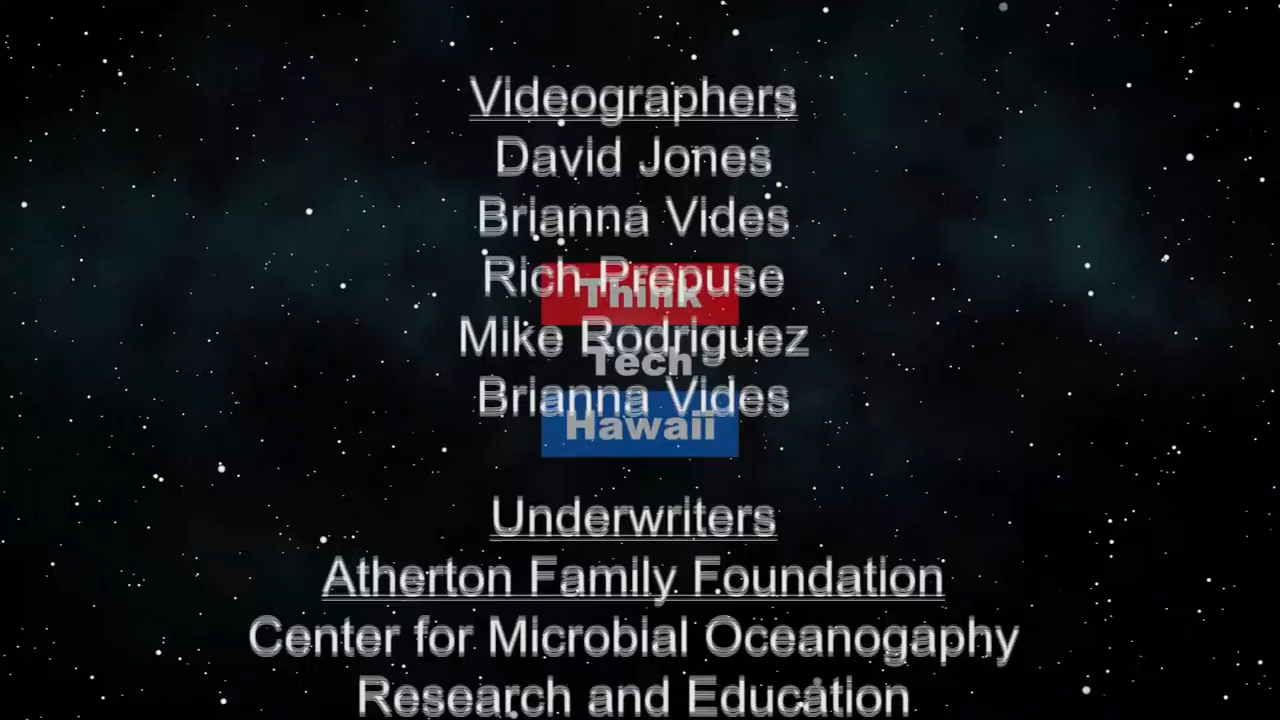 Videographers
David Jones
Brianna Vides
Rich Prepuse
Think
Mike Rodriguez
Tech
Brianna Vides
Hawaii
Underwriters
Atherton Family Foundation
Center for Microbial Oceanogaphy
Research and Education